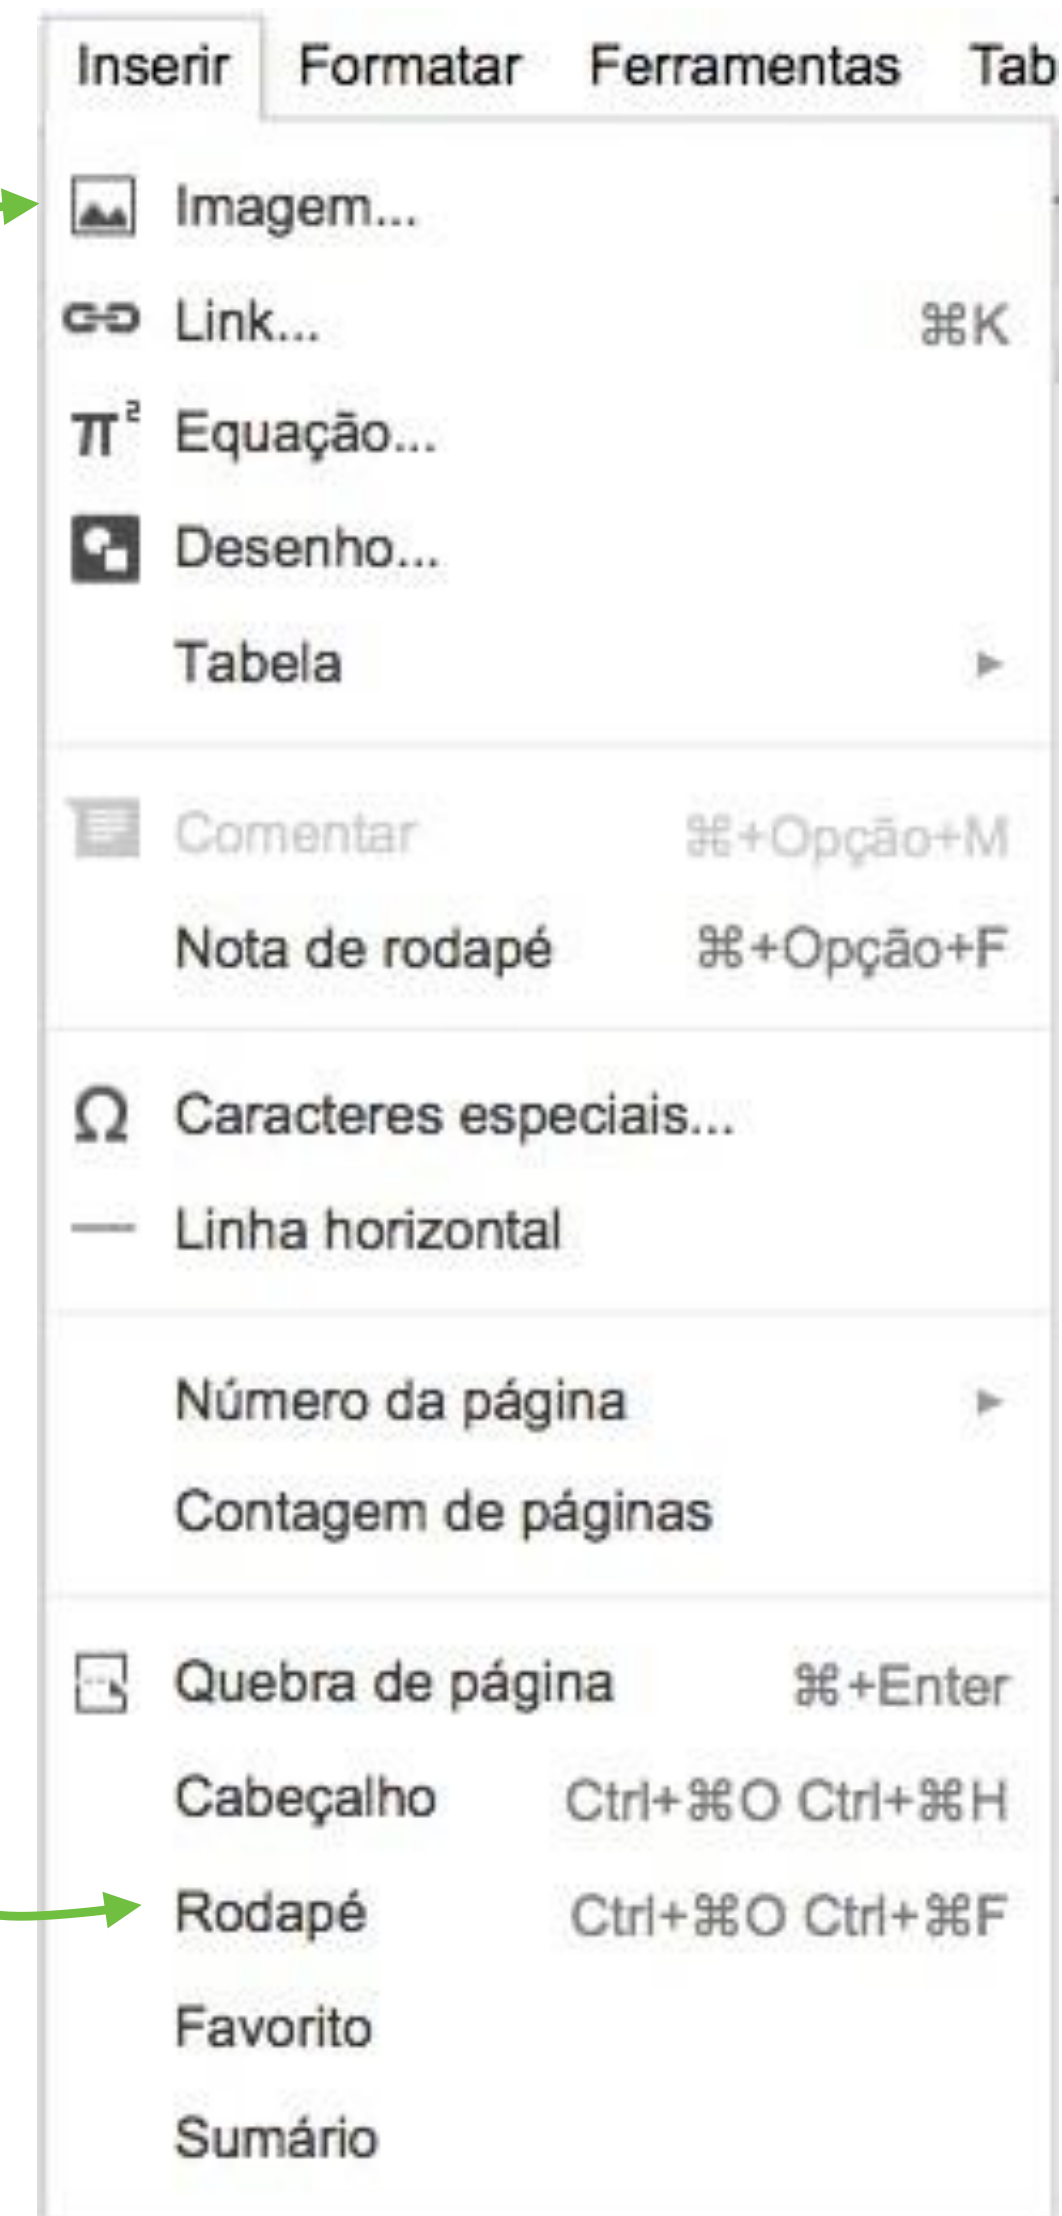 Inserir Formatar Ferramentas Tab
Imagem...
Link... ⌘K
π² Equação...
Desenho...
Tabela
Comentar ⌘+Opção+M
Nota de rodapé ⌘+Opção+F
Ω Caracteres especiais...
Linha horizontal
Número da página
Contagem de páginas
Quebra de página ⌘+Enter
Cabeçalho Ctrl+⌘O Ctrl+⌘H
Rodapé Ctrl+⌘O Ctrl+⌘F
Favorito
Sumário